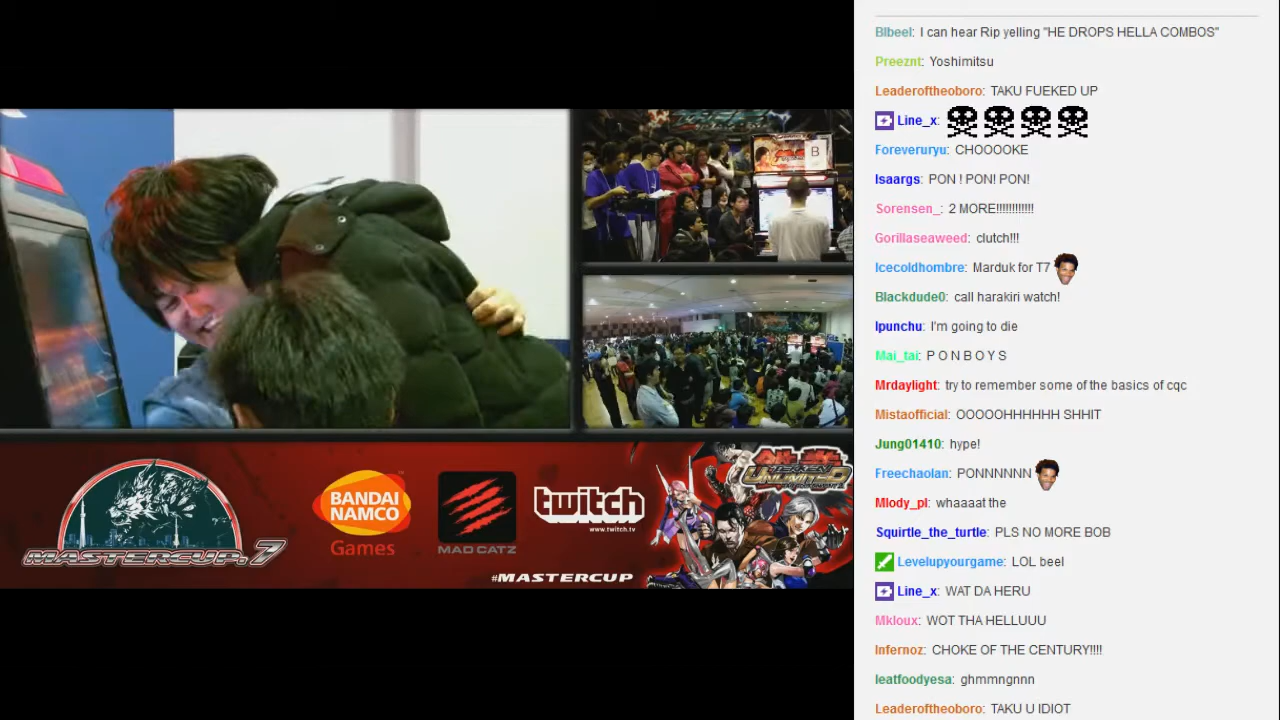 Blbeel: I can hear Rip yelling "HE DROPS HELLA COMBOS"
Preeznt: Yoshimitsu
Leaderoftheoboro: TAKU FUEKED UP
Line_x:
Foreveruryu: CHOOOOKE
Isaargs: PON ! PON! PON!
Sorensen_: 2 MORE!!!!!!!!!!!!
Gorillaseaweed: clutch!!!
Icecoldhombre: Marduk for T7
Blackdude0: call harakiri watch!
Ipunchu: I'm going to die
Mai_tai: P O N B O Y S
Mrdaylight: try to remember some of the basics of cqc
Mistaofficial: OOOOOHHHHHH SHHIT
Jung01410: hype!
Freechaolan: PONNNNNN
Mlody_pl: whaaaat the
Squirtle_the_turtle: PLS NO MORE BOB
Levelupyourgame: LOL beel
Line_x: WAT DA HERU
Mkloux: WOT THA HELLUUU
Infernoz: CHOKE OF THE CENTURY!!!!
Ieatfoodyesa: ghmmngnnn
Leaderoftheoboro: TAKU U IDIOT
B
MASTERCUP.7
BANDAI
NAMCO
Games
MAD CATZ
twitch
www.twitch.tv
#MASTERCUP
TEKKEN
UNLIMITED